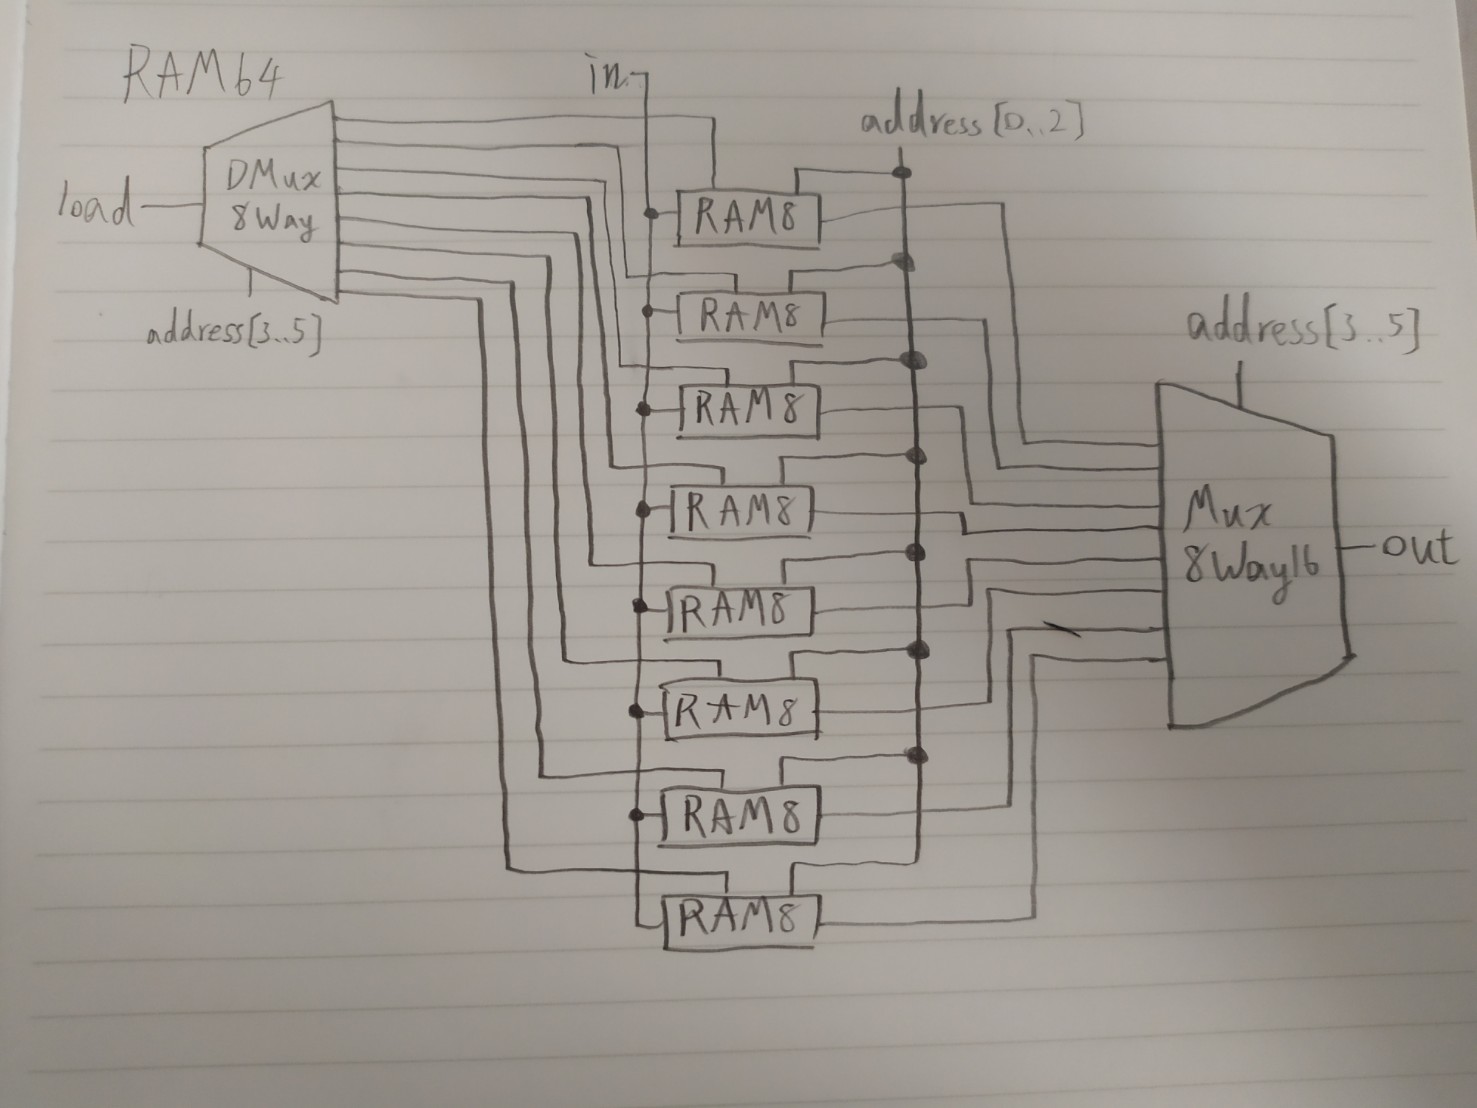 RAM64
in
address[0..2]
load
DMux
8Way
address[3..5]
RAM8
RAM8
RAM8
RAM8
RAM8
RAM8
RAM8
RAM8
address[3..5]
Mux
8Way16
out